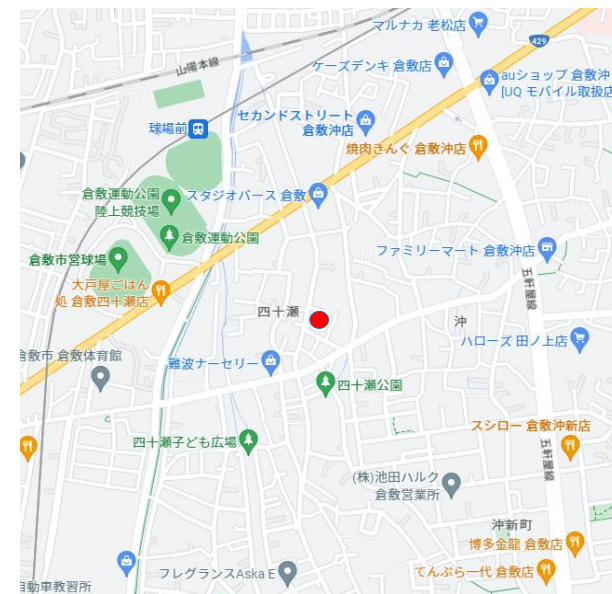 マルナカ 老松店
429
山陽本線
ケーズデンキ 倉敷店
auショップ 倉敷沖
[UQ モバイル取扱店
セカンドストリート
倉敷沖店
球場前
焼肉きんぐ 倉敷沖店
倉敷運動公園
陸上競技場
スタジオバース 倉敷
倉敷運動公園
ファミリーマート 倉敷沖店
倉敷市営球場
五軒屋線
大戸屋ごはん
処 倉敷四十瀬店
四十瀬
沖
ハローズ 田ノ上店
倉敷市 倉敷体育館
難波ナーセリー
四十瀬公園
スシロー 倉敷沖新店
四十瀬子ども広場
五軒屋線
(株)池田ハルク
倉敷営業所
沖新町
博多金龍 倉敷店
フレグランスAska E
てんぷら一代 倉敷店
自動車教習所